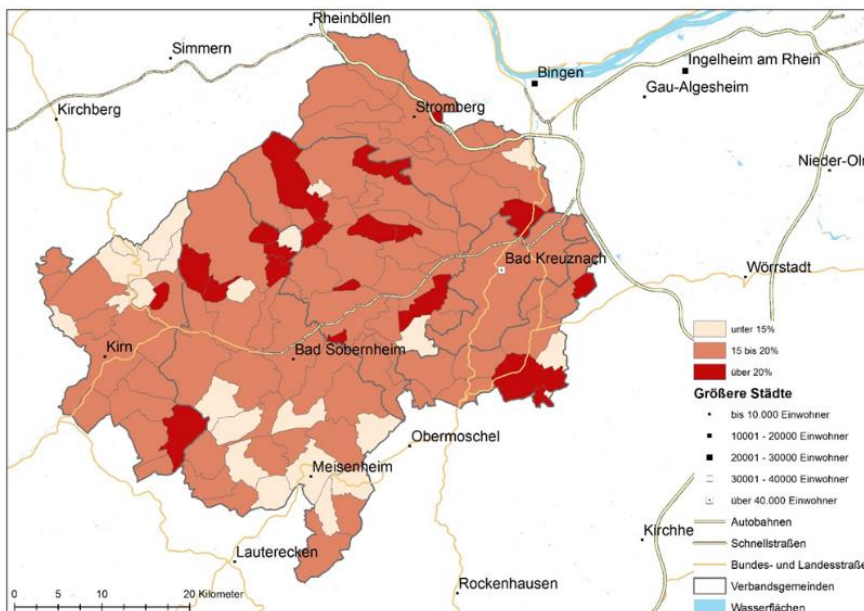 Rheinböllen
Simmern
Bingen
Ingelheim am Rhein
Gau-Algesheim
Kirchberg
Stromberg
Nieder-Olm
Bad Kreuznach
Wörrstadt
Kirn
Bad Sobernheim
Obermoschel
Meisenheim
Lauterecken
Rockenhausen
Kirchhe
unter 15%
15 bis 20%
über 20%
Größere Städte
bis 10.000 Einwohner
10001 - 20000 Einwohner
20001 - 30000 Einwohner
30001 - 40000 Einwohner
über 40.000 Einwohner
Autobahnen
Schnellstraßen
Bundes- und Landesstraße
Verbandsgemeinden
Wasserflächen
0 5 10 20 Kilometer